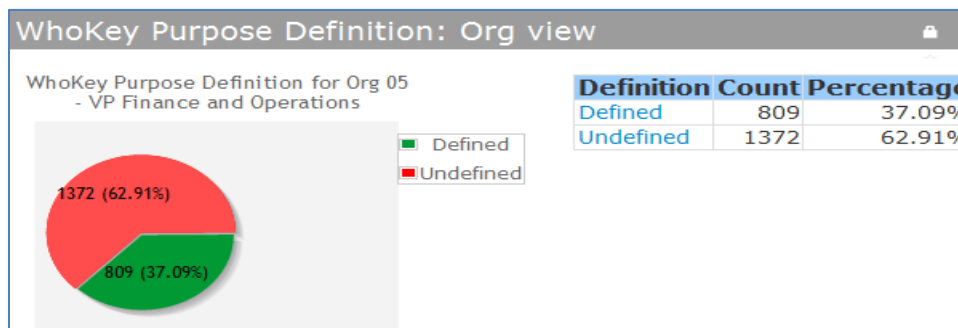 WhoKey Purpose Definition: Org view
WhoKey Purpose Definition for Org 05
- VP Finance and Operations
Defined
Undefined
1372 (62.91%)
809 (37.09%)
Definition Count Percentage
Defined 809 37.09%
Undefined 1372 62.91%